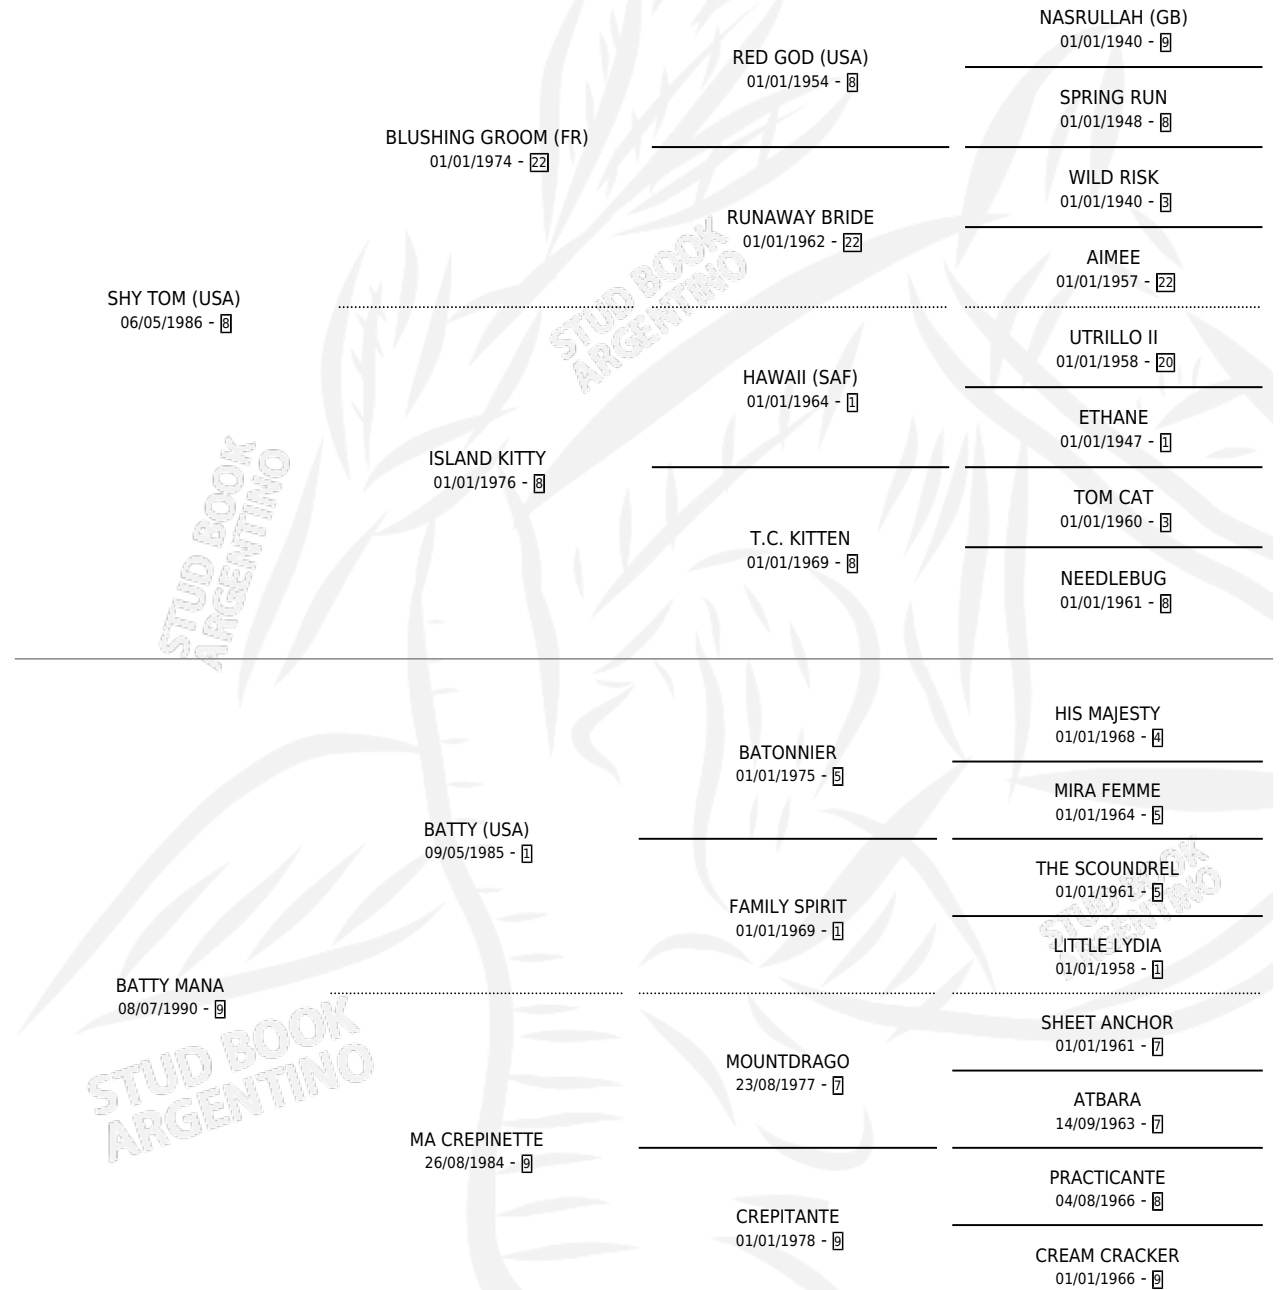 NASRULLAH (GB)
01/01/1940 - 9
RED GOD (USA)
01/01/1954 - 8
SPRING RUN
01/01/1948 - 8
BLUSHING GROOM (FR)
01/01/1974 - 22
WILD RISK
01/01/1940 - 3
RUNAWAY BRIDE
01/01/1962 - 22
AIMEE
01/01/1957 - 22
SHY TOM (USA)
06/05/1986 - 8
UTRILLO II
01/01/1958 - 20
HAWAII (SAF)
01/01/1964 - 1
ETHANE
01/01/1947 - 1
ISLAND KITTY
01/01/1976 - 8
TOM CAT
01/01/1960 - 3
T.C. KITTEN
01/01/1969 - 8
NEEDLEBUG
01/01/1961 - 8
HIS MAJESTY
01/01/1968 - 4
BATONNIER
01/01/1975 - 5
MIRA FEMME
01/01/1964 - 5
BATTY (USA)
09/05/1985 - 1
THE SCOUNDREL
01/01/1961 - 5
FAMILY SPIRIT
01/01/1969 - 1
LITTLE LYDIA
01/01/1958 - 1
BATTY MANA
08/07/1990 - 9
SHEET ANCHOR
01/01/1961 - 7
MOUNTDRAGO
23/08/1977 - 7
ATBARA
14/09/1963 - 7
MA CREPINETTE
26/08/1984 - 9
PRACTICANTE
04/08/1966 - 8
CREPITANTE
01/01/1978 - 9
CREAM CRACKER
01/01/1966 - 9
STUD BOOK
ARGENTINO
STUD BOOK
ARGENTINO
STUD BOOK
ARGENTINO
STUD BOOK
ARGENTINO